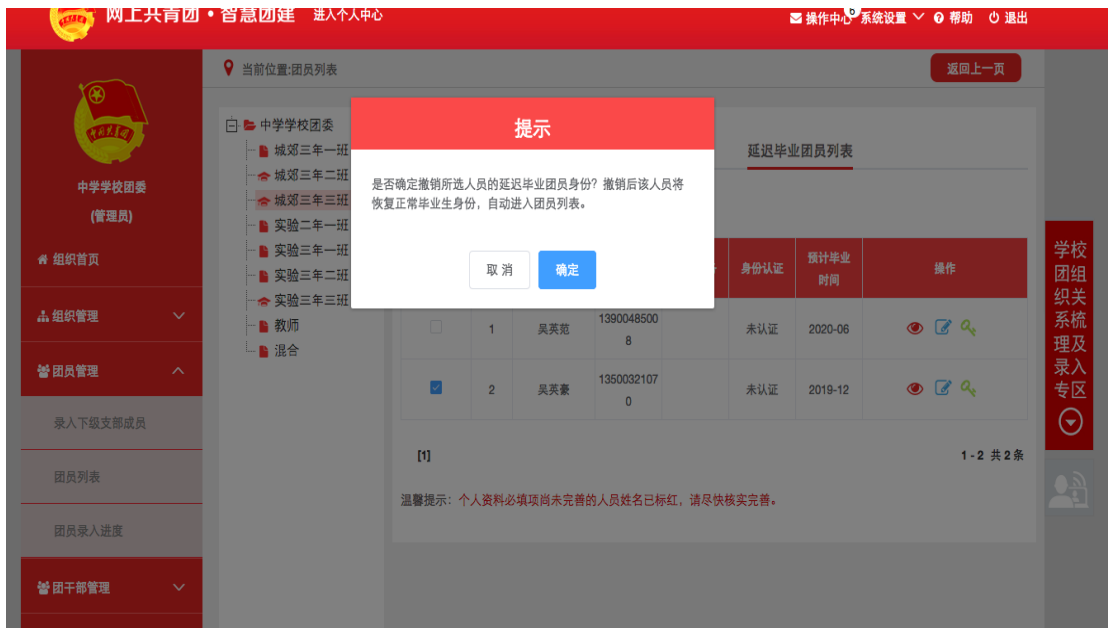 网上共青团·智慧团建 进入个人中心
操作中心 6 系统设置 帮助 退出
当前位置:团员列表
返回上一页
中学学校团委
(管理员)
组织首页
组织管理
团员管理
录入下级支部成员
团员列表
团员录入进度
团干部管理
中学学校团委
城郊三年一班
城郊三年二班
城郊三年三班
实验二年一班
实验三年一班
实验三年二班
实验三年三班
教师
混合
提示
是否确定撤销所选人员的延迟毕业团员身份？撤销后该人员将
恢复正常毕业生身份，自动进入团员列表。
取 消 确定
延迟毕业团员列表
身份认证 预计毕业 操作
时间
1 吴英范 1390048500 未认证 2020-06
8
2 吴英豪 1350032107 未认证 2019-12
0
[1] 1 - 2 共 2 条
温馨提示：个人资料必填项尚未完善的人员姓名已标红，请尽快核实完善。
学校
团组
织关
系梳
理及
录入
专区